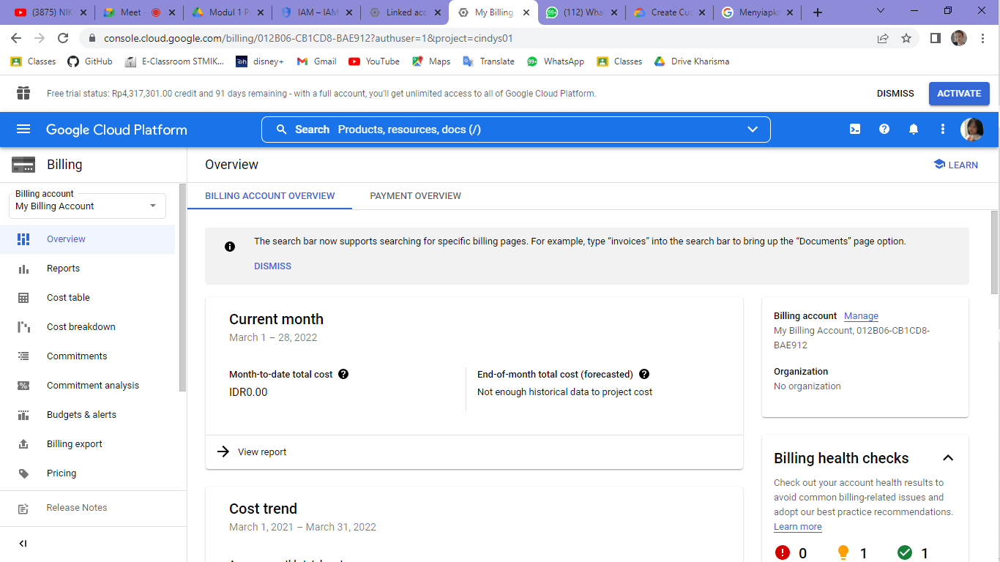 (3875) NIK
Meet -
Modul 1 P
IAM – IAM
Linked acc
My Billing
(112) Wha
Create Cus
Menyiapka
console.cloud.google.com/billing/012B06-CB1CD8-BAE912?authuser=1&project=cindys01
Classes
GitHub
E-Classroom STMIK...
disney+
Gmail
YouTube
Maps
Translate
WhatsApp
Classes
Drive Kharisma
Free trial status: Rp4,317,301.00 credit and 91 days remaining - with a full account, you'll get unlimited access to all of Google Cloud Platform.
DISMISS
ACTIVATE
Google Cloud Platform
Search Products, resources, docs (/)
Billing
Billing account
My Billing Account
Overview
Reports
Cost table
Cost breakdown
Commitments
Commitment analysis
Budgets & alerts
Billing export
Pricing
Release Notes
Overview
LEARN
BILLING ACCOUNT OVERVIEW
PAYMENT OVERVIEW
The search bar now supports searching for specific billing pages. For example, type “invoices” into the search bar to bring up the “Documents” page option.
DISMISS
Current month
March 1 – 28, 2022
Month-to-date total cost
IDR0.00
End-of-month total cost (forecasted)
Not enough historical data to project cost
View report
Cost trend
March 1, 2021 – March 31, 2022
Billing account Manage
My Billing Account, 012B06-CB1CD8-
BAE912
Organization
No organization
Billing health checks
Check out your account health results to
avoid common billing-related issues and
adopt our best practice recommendations.
Learn more
0
1
1